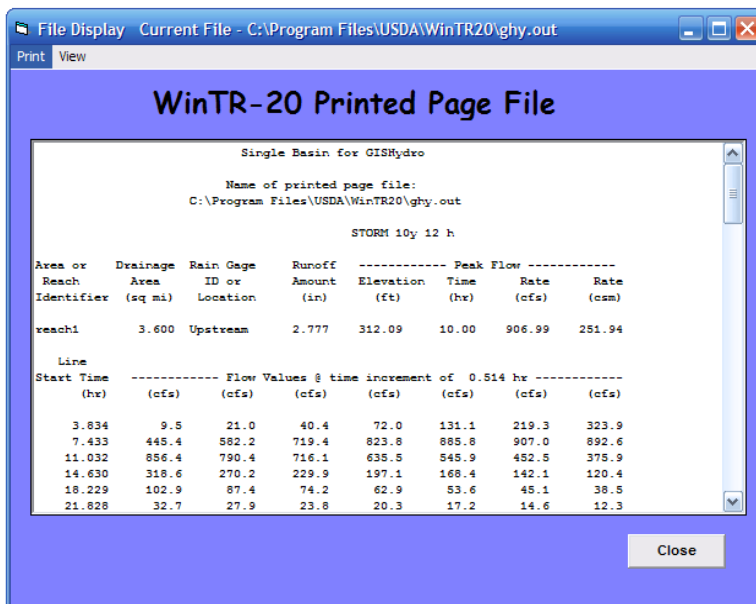 File Display   Current File - C:\Program Files\USDA\WinTR20\ghy.out
Print   View
WinTR-20 Printed Page File
Single Basin for GISHydro
Name of printed page file:
C:\Program Files\USDA\WinTR20\ghy.out
STORM 10y 12 h
Area or   Drainage   Rain Gage   Runoff   ------------ Peak Flow ------------
Reach   Area   ID or   Amount   Elevation   Time   Rate   Rate
Identifier   (sq mi)   Location   (in)   (ft)   (hr)   (cfs)   (csm)
reach1   3.600   Upstream   2.777   312.09   10.00   906.99   251.94
Line
Start Time   ------------ Flow Values @ time increment of   0.514 hr ------------
(hr)   (cfs)   (cfs)   (cfs)   (cfs)   (cfs)   (cfs)   (cfs)
3.834   9.5   21.0   40.4   72.0   131.1   219.3   323.9
7.433   445.4   582.2   719.4   823.8   885.8   907.0   892.6
11.032   856.4   790.4   716.1   635.5   545.9   452.5   375.9
14.630   318.6   270.2   229.9   197.1   168.4   142.1   120.4
18.229   102.9   87.4   74.2   62.9   53.6   45.1   38.5
21.828   32.7   27.9   23.8   20.3   17.2   14.6   12.3
Close